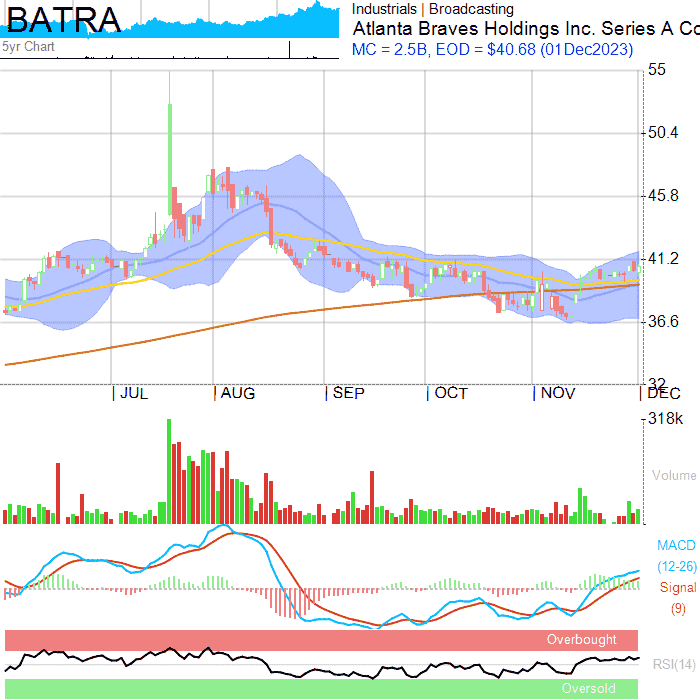 BATRA
5yr Chart
Industrials | Broadcasting
Atlanta Braves Holdings Inc. Series A Co
MC = 2.5B, EOD = $40.68 (01Dec2023)
55
50.4
45.8
41.2
36.6
32
JUL
AUG
SEP
OCT
NOV
DEC
318k
Volume
MACD
(12-26)
Signal
(9)
Overbought
RSI(14)
Oversold